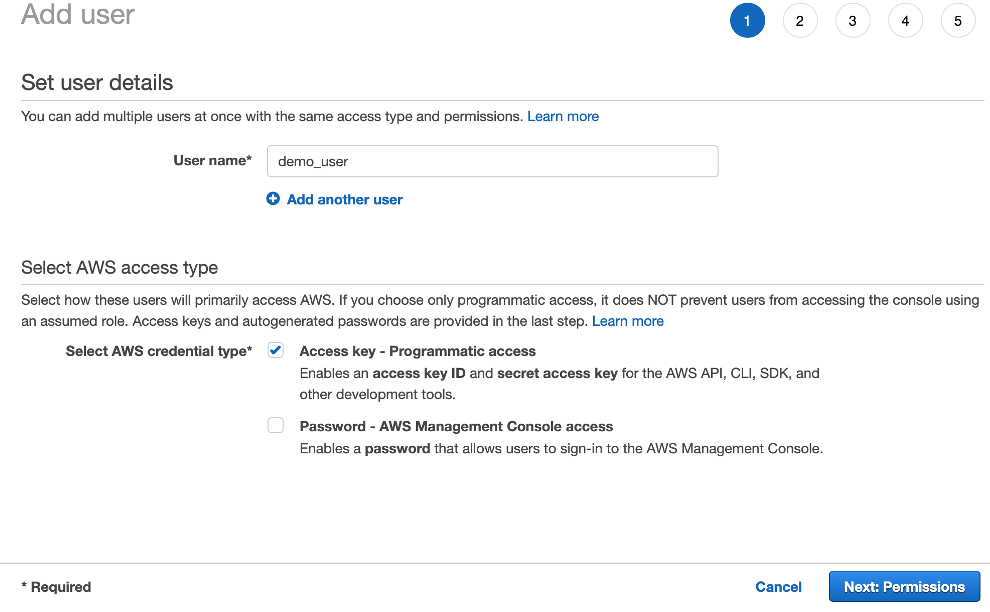 Add user
1 2 3 4 5
Set user details
You can add multiple users at once with the same access type and permissions. Learn more
User name* demo_user
Add another user
Select AWS access type
Select how these users will primarily access AWS. If you choose only programmatic access, it does NOT prevent users from accessing the console using
an assumed role. Access keys and autogenerated passwords are provided in the last step. Learn more
Select AWS credential type* Access key - Programmatic access
Enables an access key ID and secret access key for the AWS API, CLI, SDK, and
other development tools.
Password - AWS Management Console access
Enables a password that allows users to sign-in to the AWS Management Console.
* Required Cancel Next: Permissions